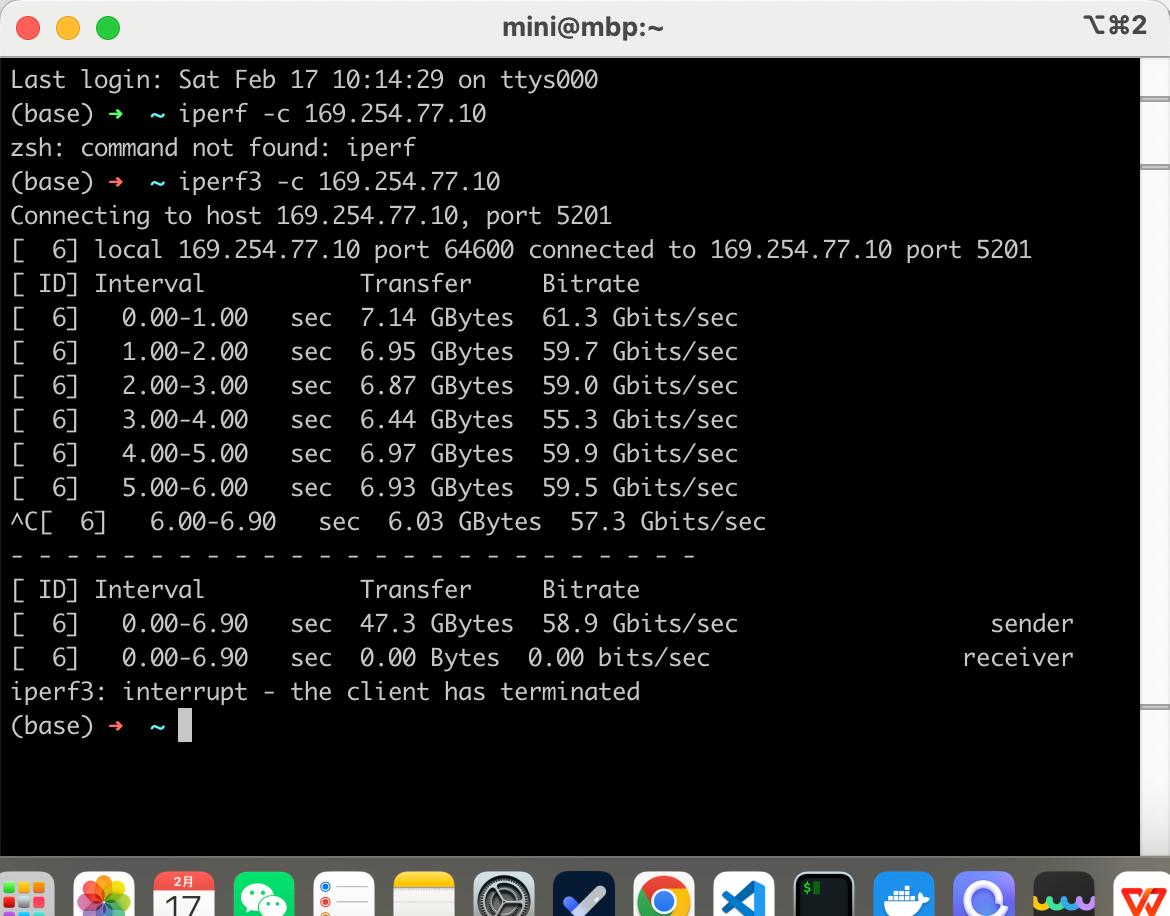 mini@mbp:~
⌥⌘2
Last login: Sat Feb 17 10:14:29 on ttys000
(base) ➜  ~ iperf -c 169.254.77.10
zsh: command not found: iperf
(base) ➜  ~ iperf3 -c 169.254.77.10
Connecting to host 169.254.77.10, port 5201
[  6] local 169.254.77.10 port 64600 connected to 169.254.77.10 port 5201
[ ID] Interval           Transfer     Bitrate
[  6]   0.00-1.00   sec  7.14 GBytes  61.3 Gbits/sec
[  6]   1.00-2.00   sec  6.95 GBytes  59.7 Gbits/sec
[  6]   2.00-3.00   sec  6.87 GBytes  59.0 Gbits/sec
[  6]   3.00-4.00   sec  6.44 GBytes  55.3 Gbits/sec
[  6]   4.00-5.00   sec  6.97 GBytes  59.9 Gbits/sec
[  6]   5.00-6.00   sec  6.93 GBytes  59.5 Gbits/sec
^C[  6]   6.00-6.90   sec  6.03 GBytes  57.3 Gbits/sec
- - - - - - - - - - - - - - - - - - - - - - - - -
[ ID] Interval           Transfer     Bitrate
[  6]   0.00-6.90   sec  47.3 GBytes  58.9 Gbits/sec                  sender
[  6]   0.00-6.90   sec  0.00 Bytes  0.00 bits/sec                  receiver
iperf3: interrupt - the client has terminated
(base) ➜  ~
2月
17
$